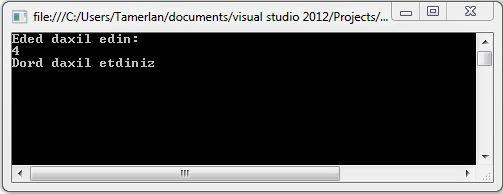 file:///C:/Users/Tamerlan/documents/visual studio 2012/Projects/...
Eded daxil edin:
4
Dord daxil etdiniz